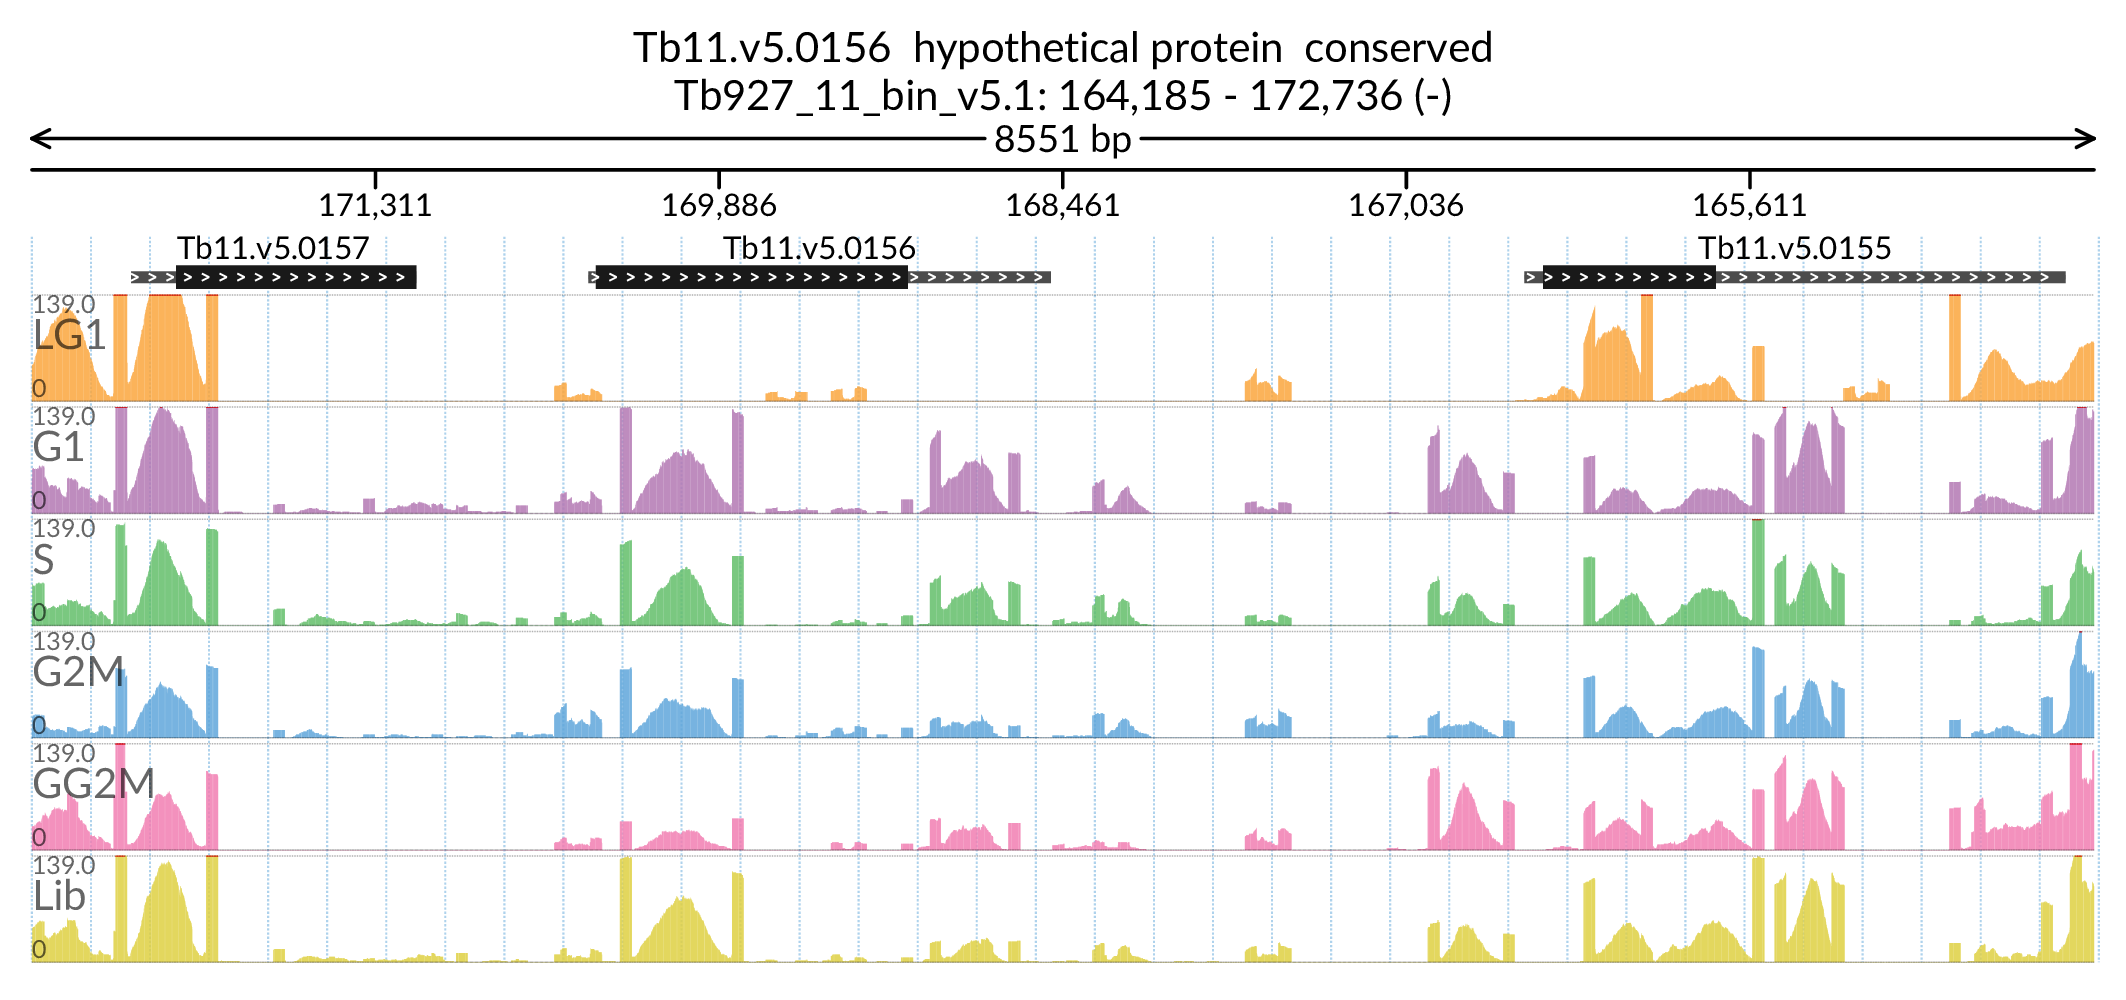 Tb11.v5.0156 hypothetical protein conserved
Tb927_11_bin_v5.1: 164,185 - 172,736 (-)
8551 bp
171,311 169,886 168,461 167,036 165,611
Tb11.v5.0157 Tb11.v5.0156 Tb11.v5.0155
139.0
LG1
0
139.0
G1
0
139.0
S
0
139.0
G2M
0
139.0
GG2M
0
139.0
Lib
0